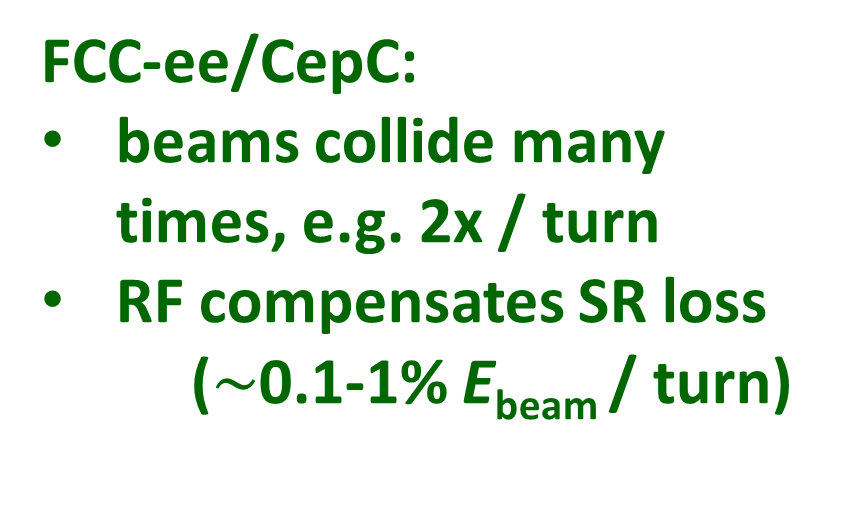 FCC-ee/CepC:
• beams collide many
times, e.g. 2x / turn
• RF compensates SR loss
(~0.1-1% Ebeam / turn)